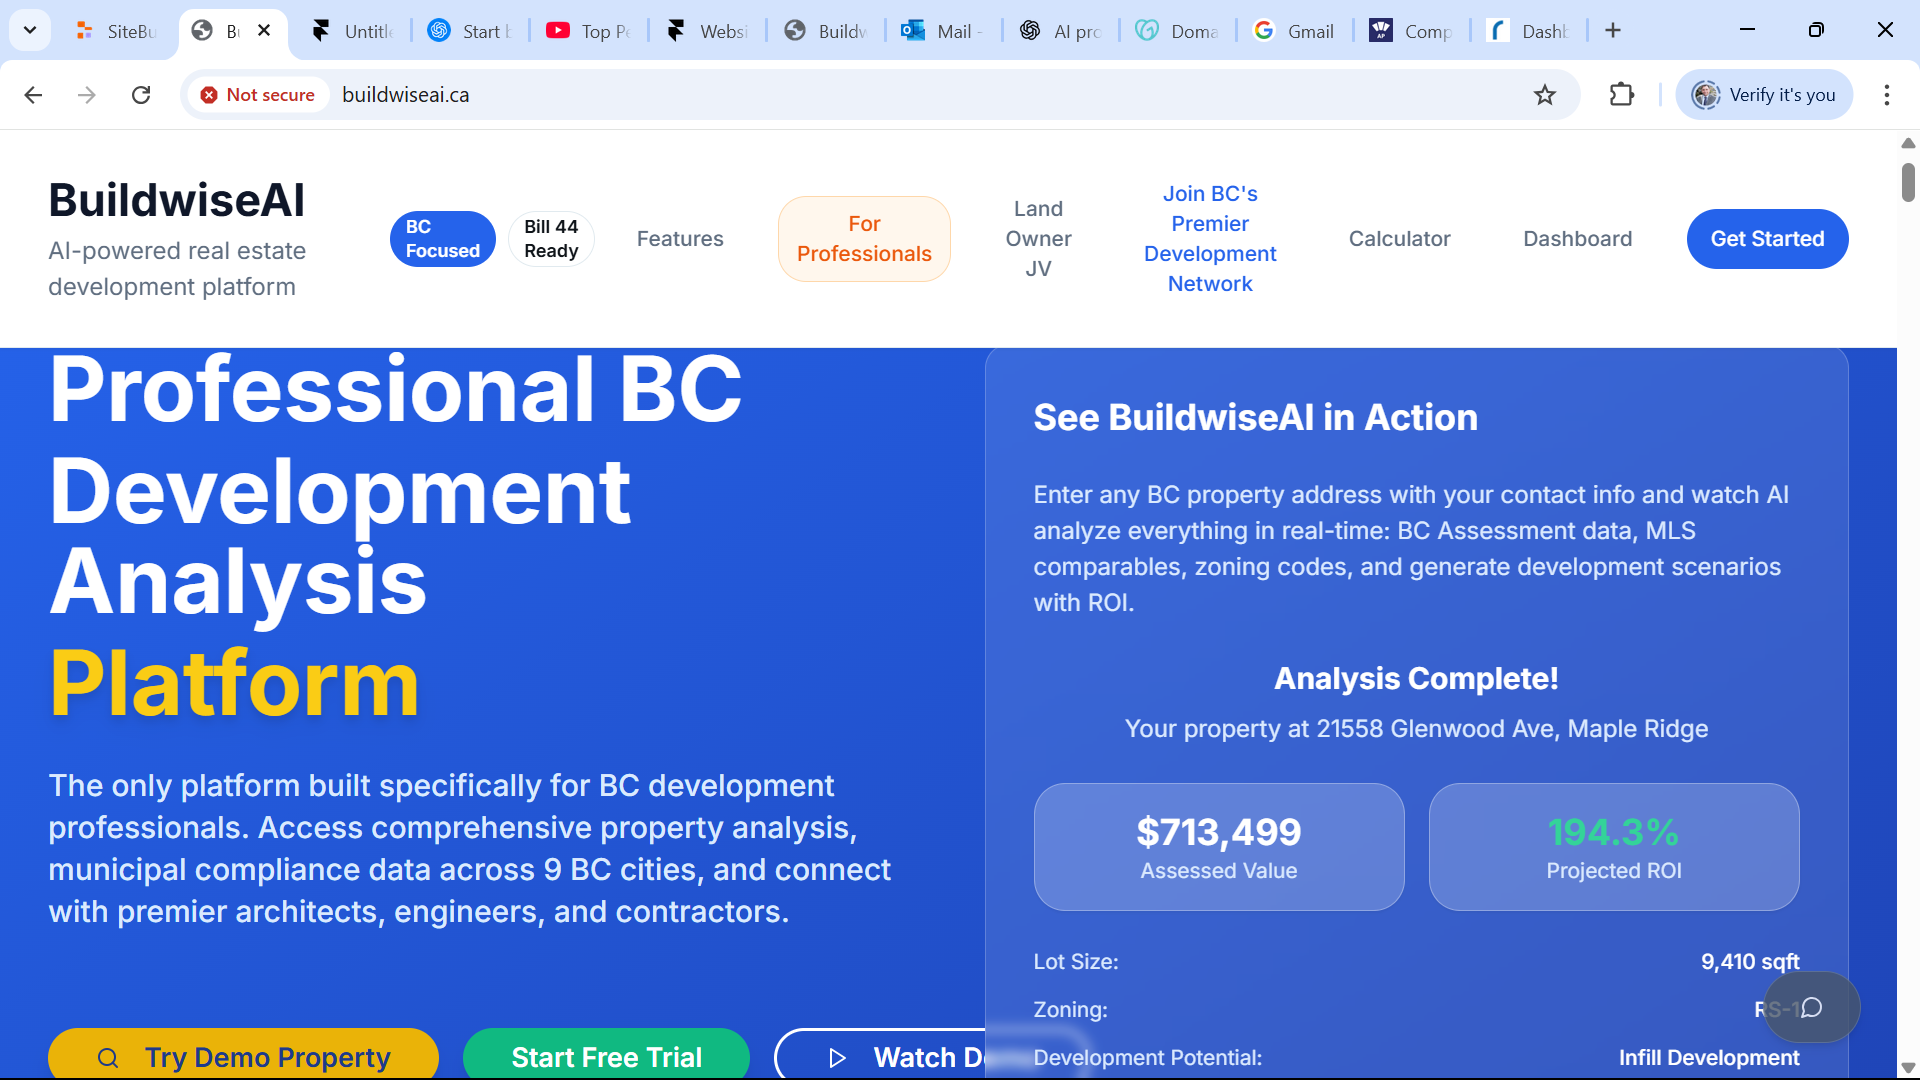 SiteBu
Bu
Untitle
Start b
Top Pe
Websi
Buildw
Mail -
AI pro
Doma
Gmail
Comp
Dashb
Not secure
buildwiseai.ca
Verify it's you
BuildwiseAI
AI-powered real estate
development platform
BC
Focused
Bill 44
Ready
Features
For
Professionals
Land
Owner
JV
Join BC's
Premier
Development
Network
Calculator
Dashboard
Get Started
Professional BC
Development
Analysis
Platform
The only platform built specifically for BC development
professionals. Access comprehensive property analysis,
municipal compliance data across 9 BC cities, and connect
with premier architects, engineers, and contractors.
Try Demo Property
Start Free Trial
Watch Demo
See BuildwiseAI in Action
Enter any BC property address with your contact info and watch AI
analyze everything in real-time: BC Assessment data, MLS
comparables, zoning codes, and generate development scenarios
with ROI.
Analysis Complete!
Your property at 21558 Glenwood Ave, Maple Ridge
$713,499
Assessed Value
194.3%
Projected ROI
Lot Size:
9,410 sqft
Zoning:
RS-1
Development Potential:
Infill Development